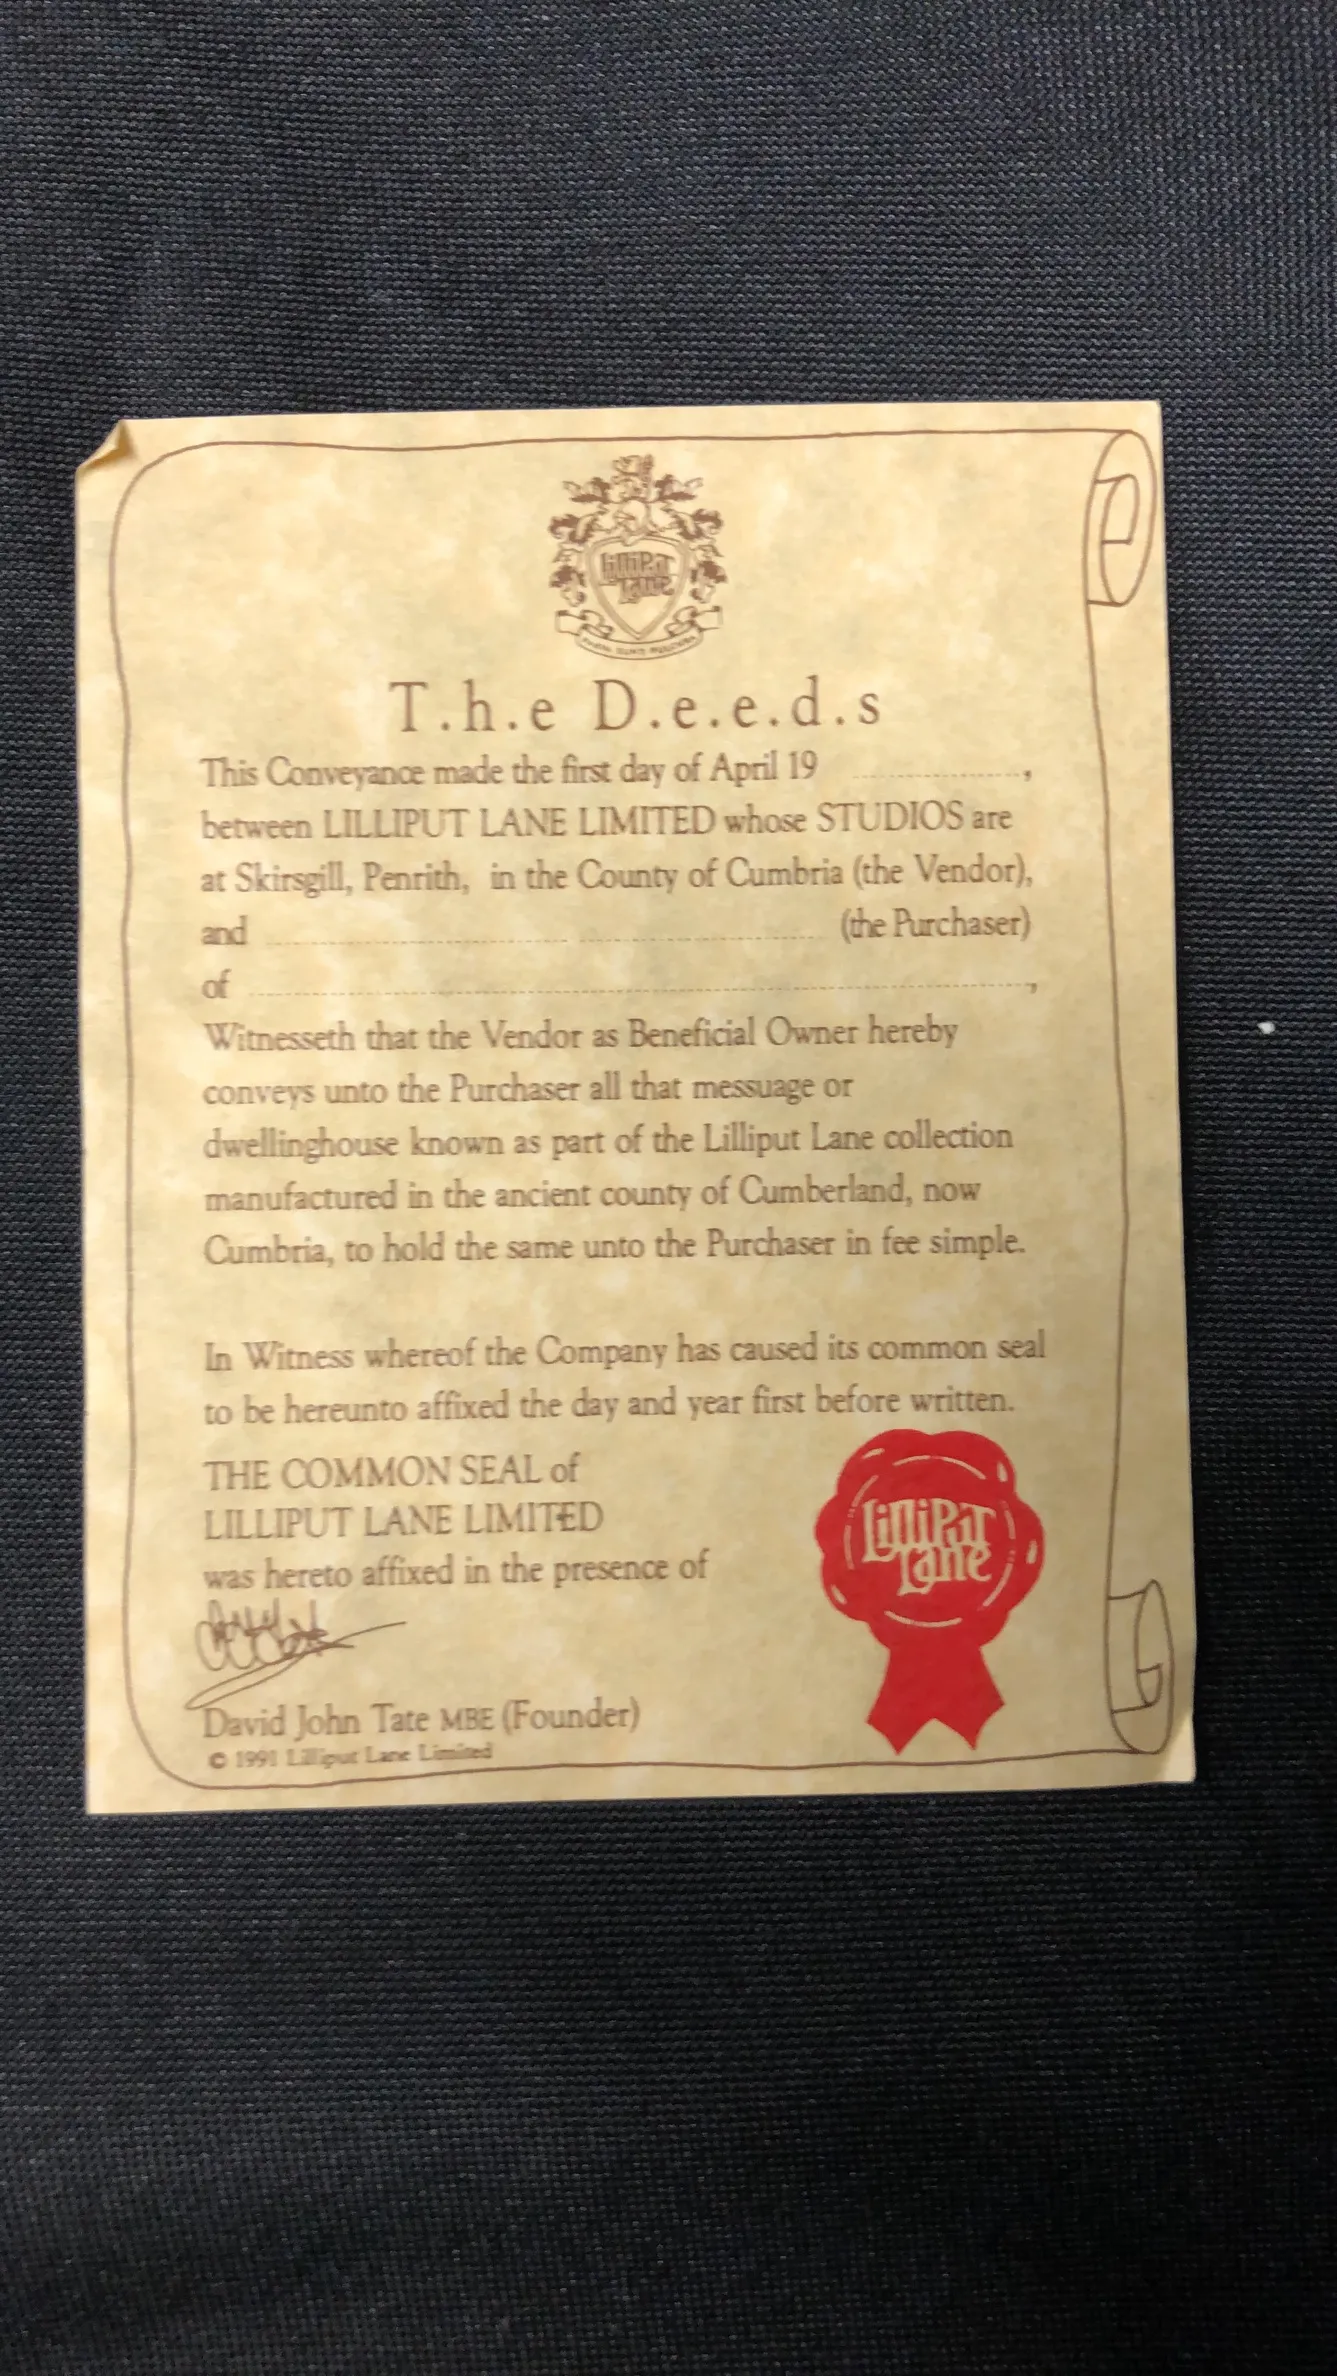 Lilliput
Lane
T.h.e D.e.e.d.s
This Conveyance made the first day of April 19 ....................,
between LILLIPUT LANE LIMITED whose STUDIOS are
at Skirsgill, Penrith, in the County of Cumbria (the Vendor),
and .................... .................... (the Purchaser)
of ....................,
Witnesseth that the Vendor as Beneficial Owner hereby
conveys unto the Purchaser all that messuage or
dwellinghouse known as part of the Lilliput Lane collection
manufactured in the ancient county of Cumberland, now
Cumbria, to hold the same unto the Purchaser in fee simple.
In Witness whereof the Company has caused its common seal
to be hereunto affixed the day and year first before written.
THE COMMON SEAL of
LILLIPUT LANE LIMITED
was hereto affixed in the presence of
Lilliput
Lane
David John Tate MBE (Founder)
© 1991 Lilliput Lane Limited